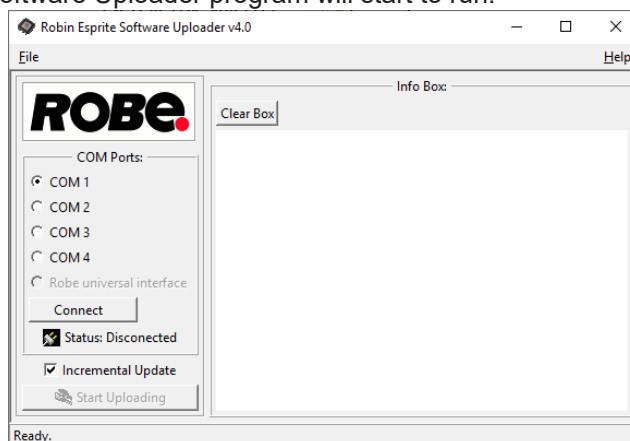 oftware Uploader program will start to run.
Robin Esprite Software Uploader v4.0
File
Help
ROBE
COM Ports:
COM 1
COM 2
COM 3
COM 4
Robe universal interface
Connect
Status: Disconected
Incremental Update
Start Uploading
Info Box:
Clear Box
Ready.